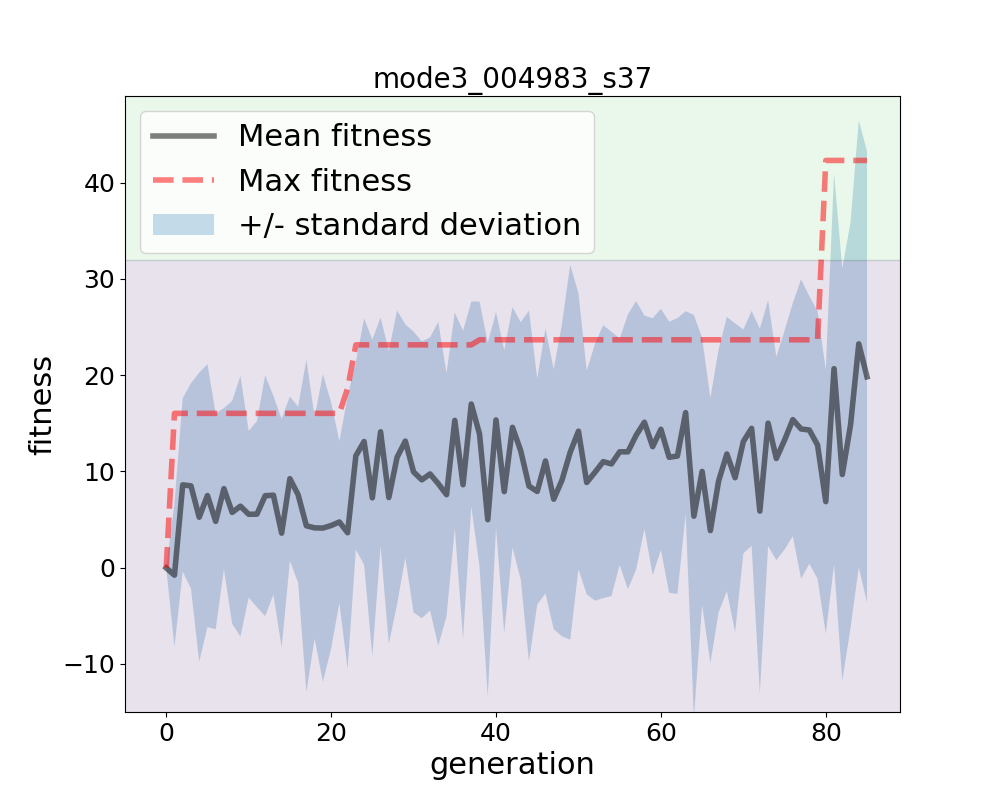 mode3_004983_s37
Mean fitness
Max fitness
+/- standard deviation
fitness
40
30
20
10
0
−10
0 20 40 60 80
generation